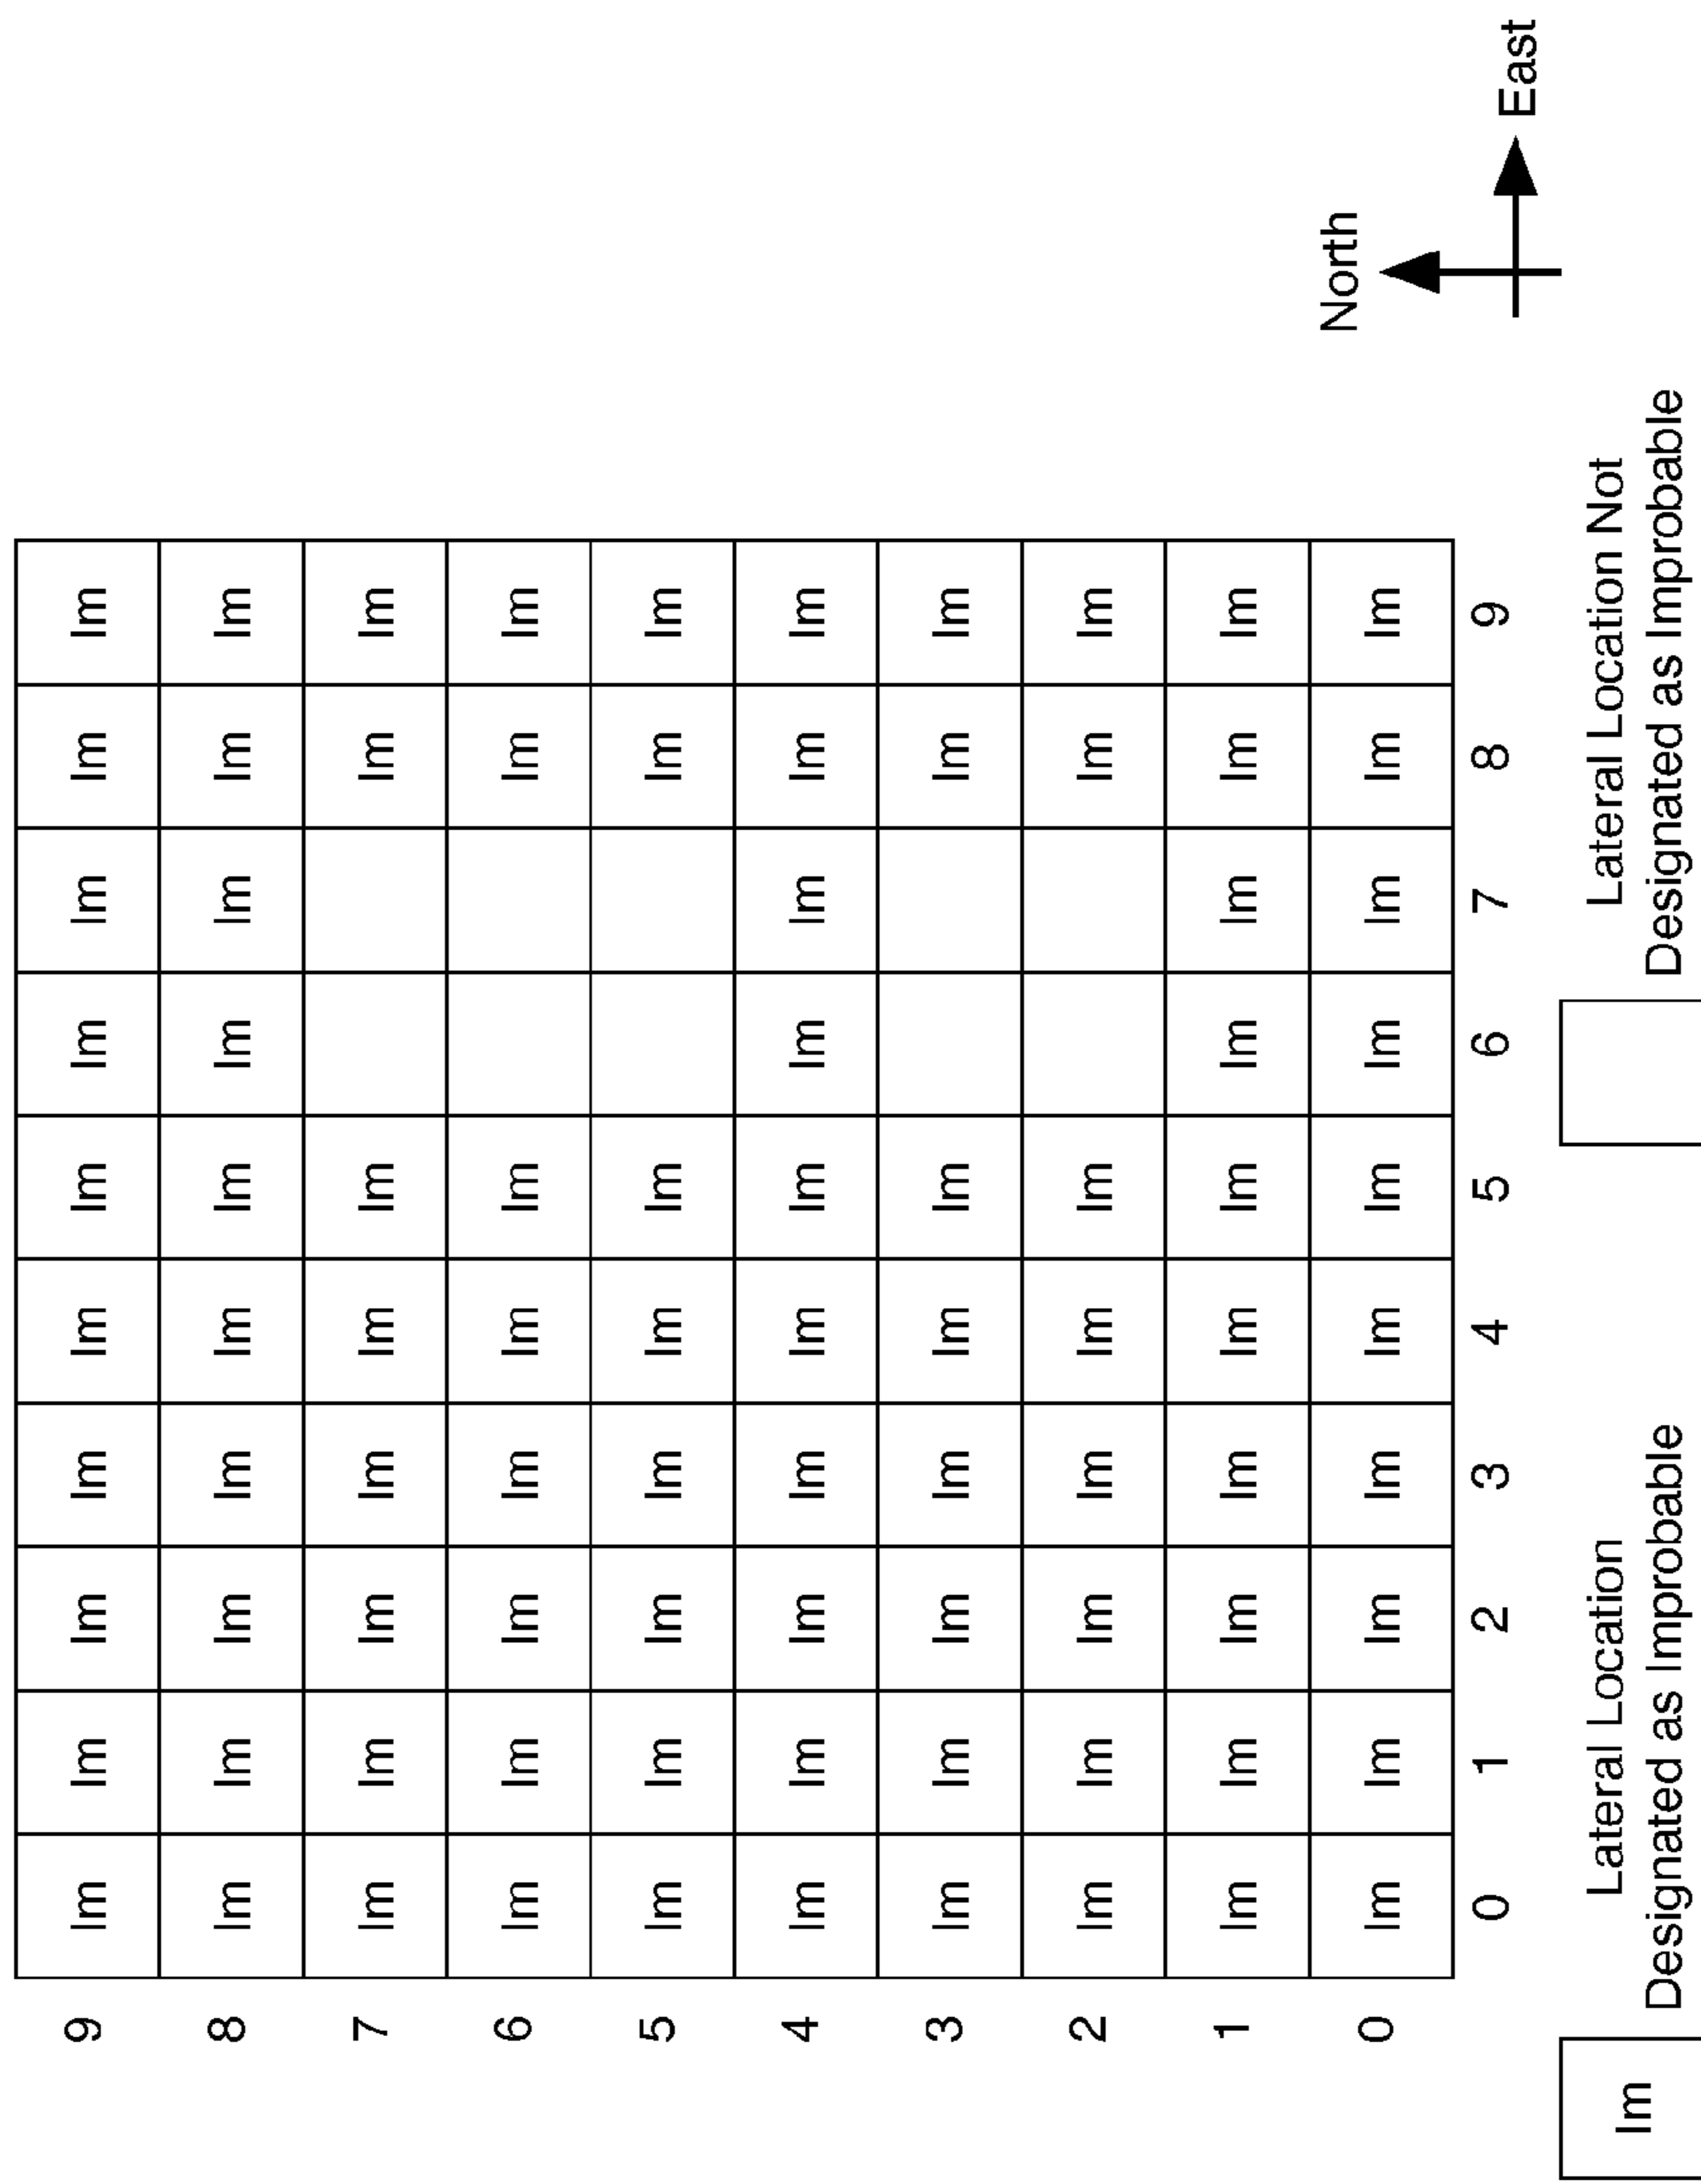 9 Im Im Im Im Im Im Im Im Im Im
8 Im Im Im Im Im Im Im Im Im Im
7 Im Im Im Im Im Im Im Im
6 Im Im Im Im Im Im Im Im
5 Im Im Im Im Im Im Im Im
4 Im Im Im Im Im Im Im Im Im Im
3 Im Im Im Im Im Im Im Im
2 Im Im Im Im Im Im Im Im
1 Im Im Im Im Im Im Im Im Im Im
0 Im Im Im Im Im Im Im Im Im Im
0 1 2 3 4 5 6 7 8 9
North
East
Im
Lateral Location
Designated as Improbable
Lateral Location Not
Designated as Improbable